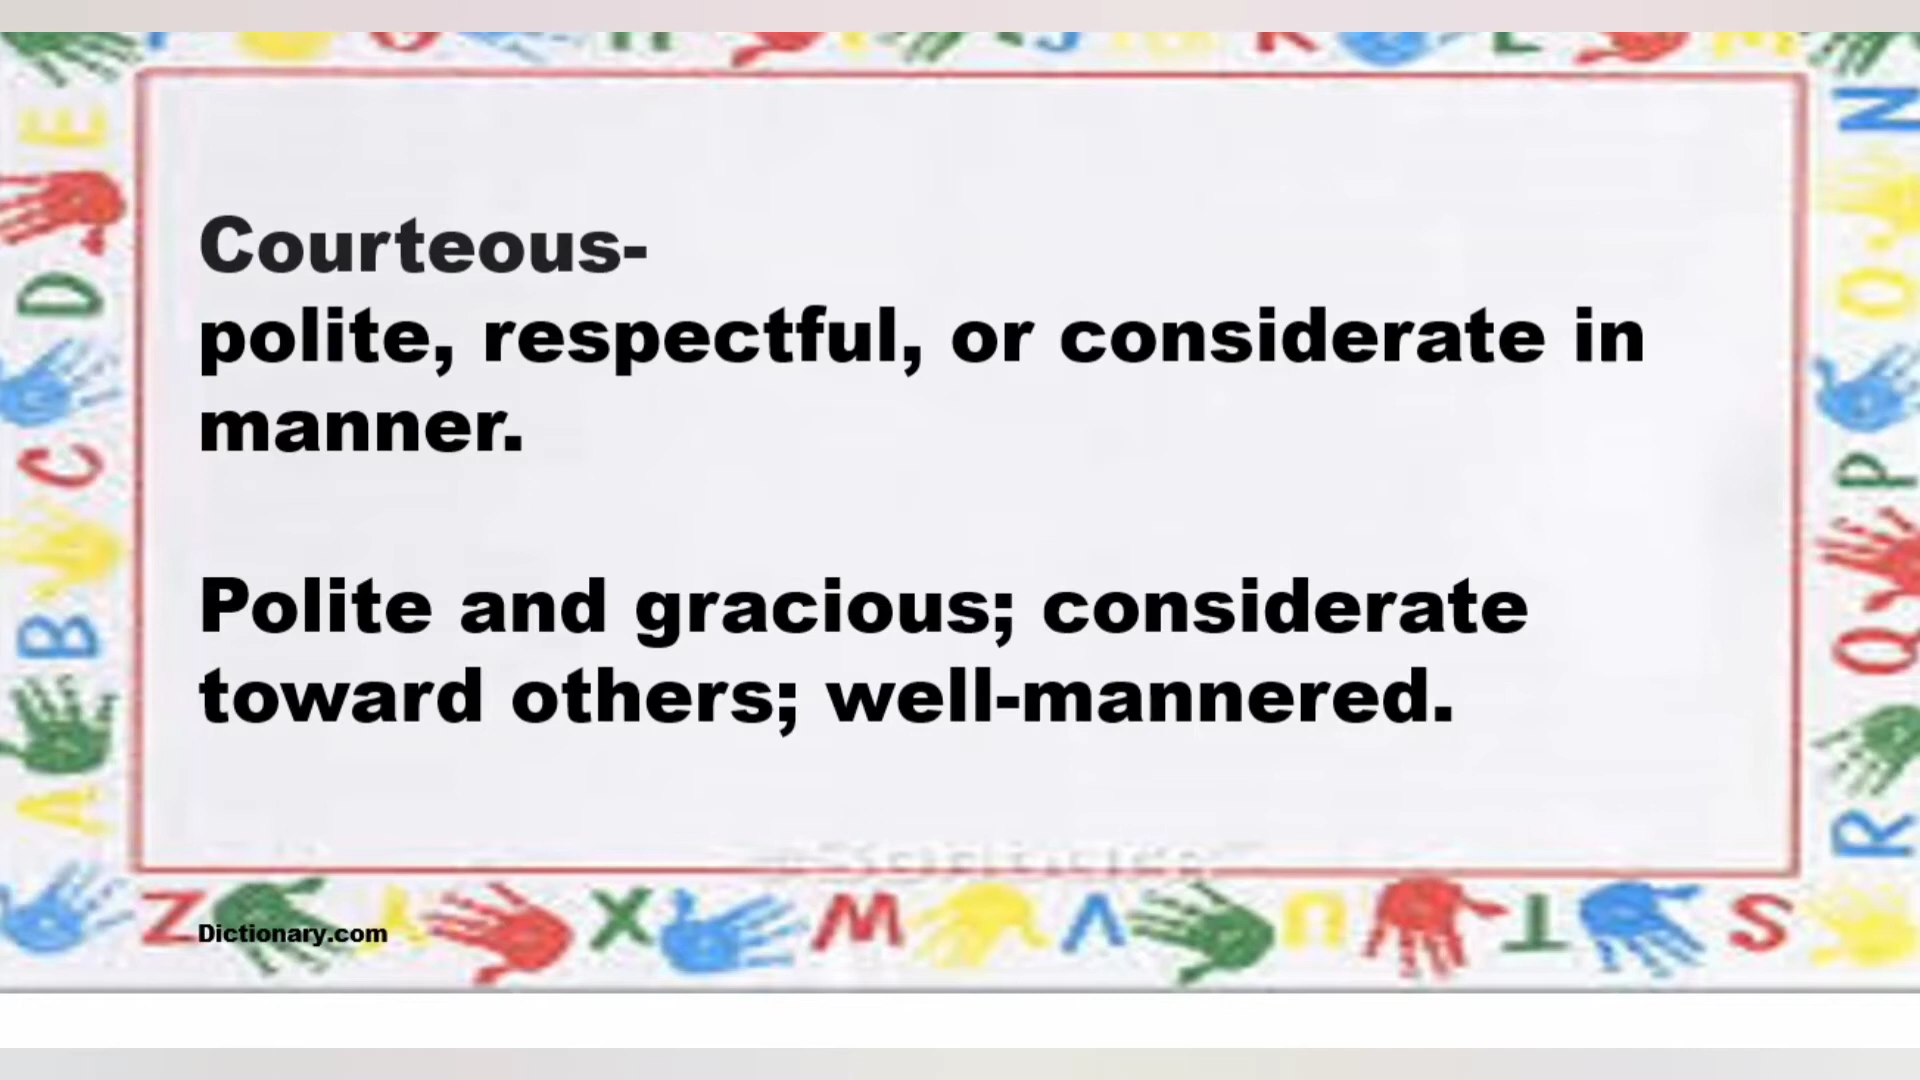 Courteous-
polite, respectful, or considerate in
manner.
Polite and gracious; considerate
toward others; well-mannered.
Dictionary.com